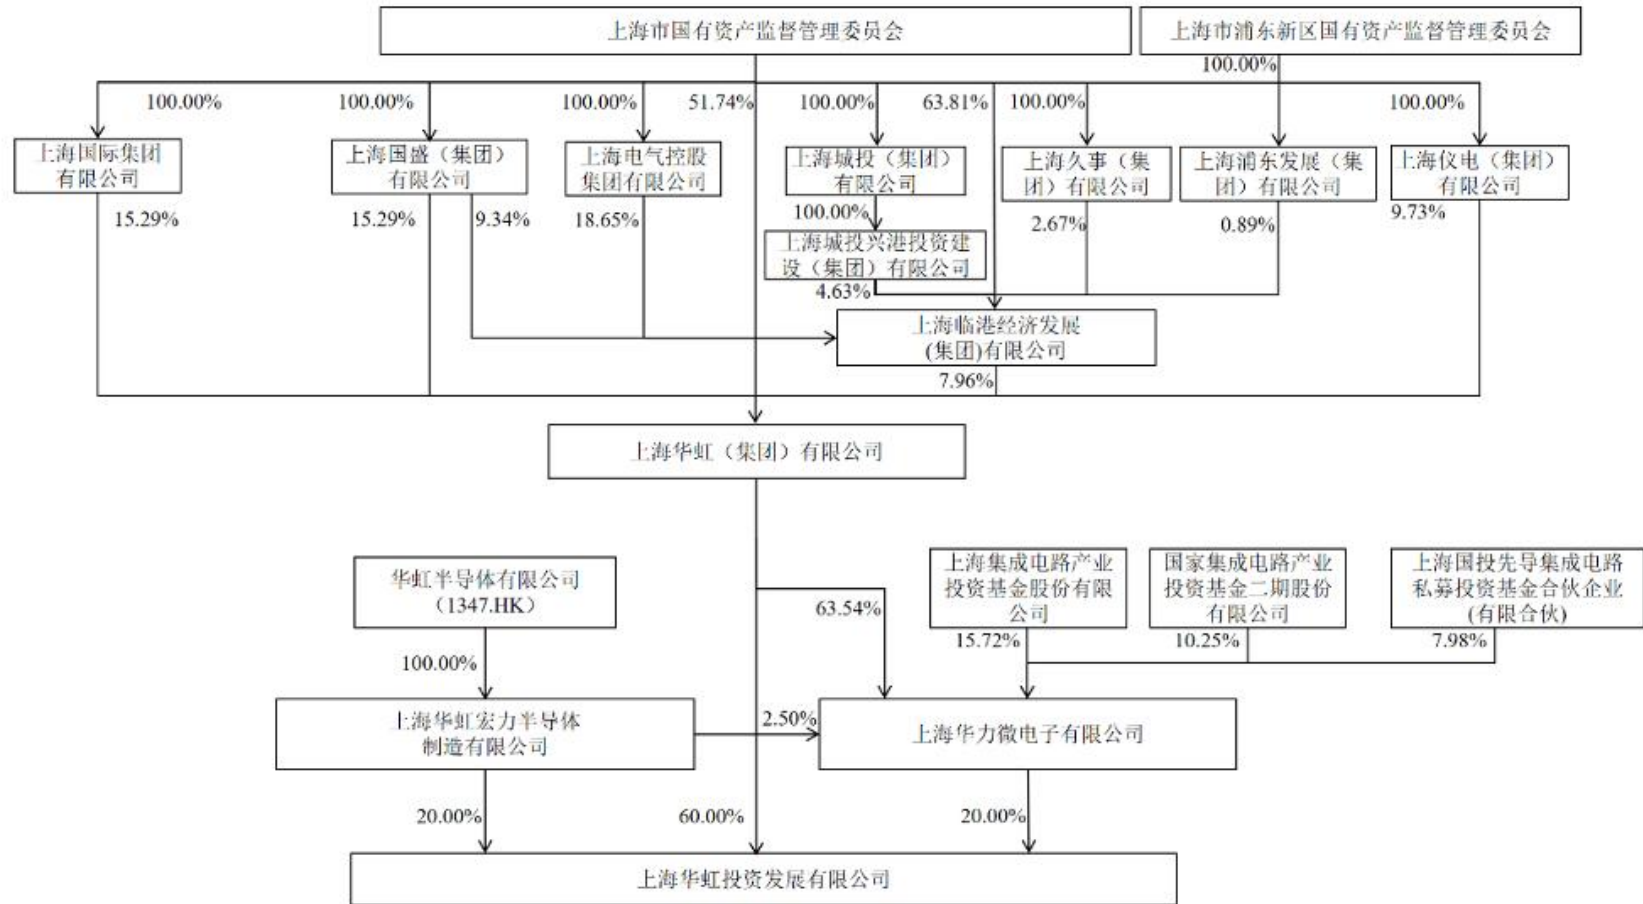 上海市国有资产监督管理委员会
上海市浦东新区国有资产监督管理委员会
100.00%
100.00%
100.00%
100.00%
51.74%
100.00%
63.81%
100.00%
100.00%
上海国际集团
有限公司
上海国盛（集团）
有限公司
上海电气控股
集团有限公司
上海城投（集团）
有限公司
上海久事（集
团）有限公司
上海浦东发展（集
团）有限公司
上海仪电（集团）
有限公司
15.29%
15.29%
9.34%
18.65%
100.00%
2.67%
0.89%
9.73%
上海城投兴港投资建
设（集团）有限公司
4.63%
上海临港经济发展
(集团)有限公司
7.96%
上海华虹（集团）有限公司
华虹半导体有限公司
（1347.HK）
63.54%
上海集成电路产业
投资基金股份有限
公司
国家集成电路产业
投资基金二期股份
有限公司
上海国投先导集成电路
私募投资基金合伙企业
(有限合伙)
15.72%
10.25%
7.98%
100.00%
上海华虹宏力半导体
制造有限公司
2.50%
上海华力微电子有限公司
20.00%
60.00%
20.00%
上海华虹投资发展有限公司